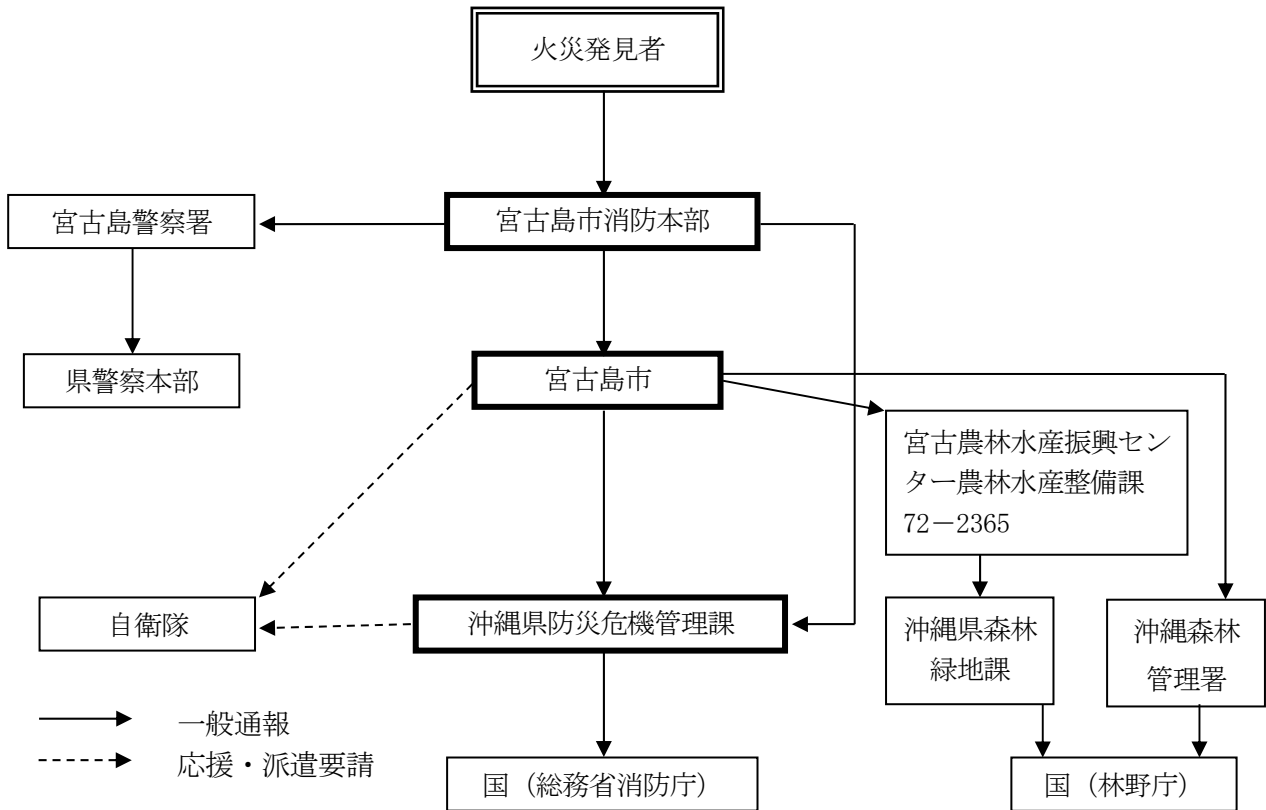 火災発見者
宮古島警察署
宮古島市消防本部
県警察本部
宮古島市
宮古農林水産振興セン
ター農林水産整備課
72－2365
自衛隊
沖縄県防災危機管理課
沖縄県森林
緑地課
沖縄森林
管理署
一般通報
応援・派遣要請
国（総務省消防庁）
国（林野庁）